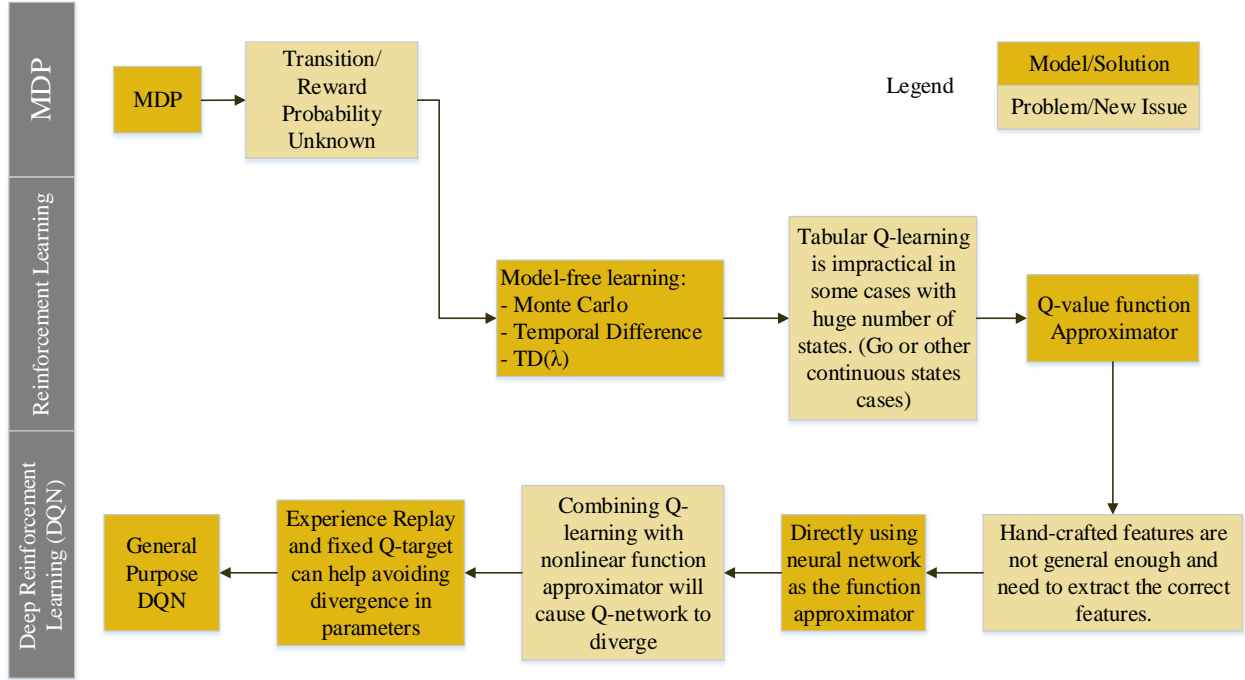 MDP
MDP
Transition/
Reward
Probability
Unknown
Legend
Model/Solution
Problem/New Issue
Reinforcement Learning
Model-free learning:
- Monte Carlo
- Temporal Difference
- TD(λ)
Tabular Q-learning
is impractical in
some cases with
huge number of
states. (Go or other
continuous states
cases)
Q-value function
Approximator
Deep Reinforcement
Learning (DQN)
General
Purpose
DQN
Experience Replay
and fixed Q-target
can help avoiding
divergence in
parameters
Combining Q-
learning with
nonlinear function
approximator will
cause Q-network to
diverge
Directly using
neural network
as the function
approximator
Hand-crafted features are
not general enough and
need to extract the correct
features.